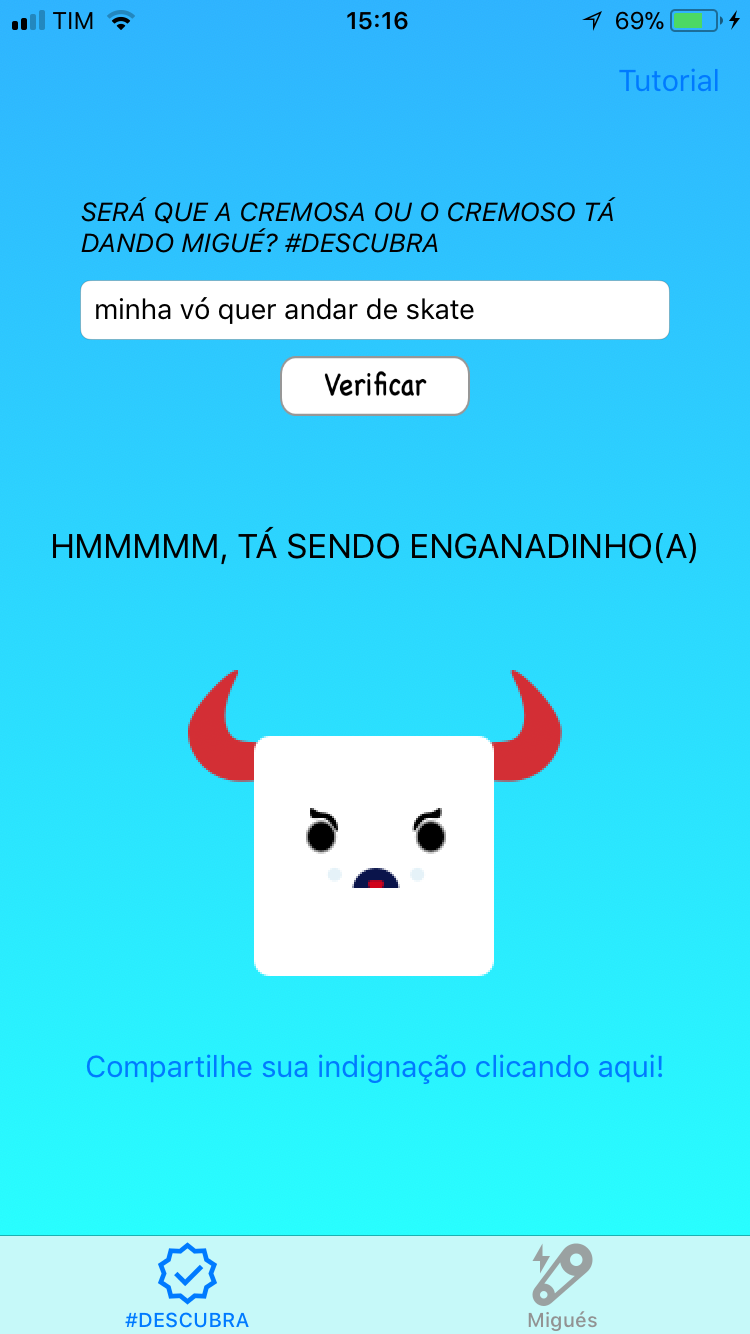 TIM 15:16 69%
Tutorial
SERÁ QUE A CREMOSA OU O CREMOSO TÁ
DANDO MIGUÉ? #DESCUBRA
minha vó quer andar de skate
Verificar
HMMMMM, TÁ SENDO ENGANADINHO(A)
Compartilhe sua indignação clicando aqui!
#DESCUBRA Migués